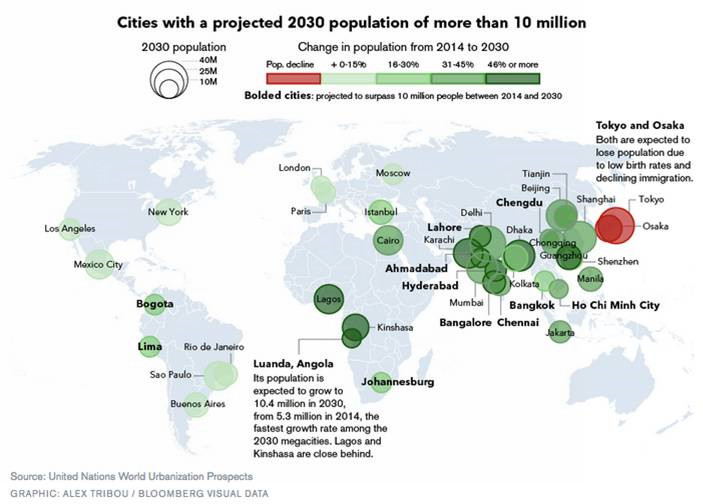 Cities with a projected 2030 population of more than 10 million
2030 population
40M
25M
10M
Change in population from 2014 to 2030
Pop. decline
+ 0-15%
16-30%
31-45%
46% or more
Bolded cities: projected to surpass 10 million people between 2014 and 2030
Tokyo and Osaka
Both are expected to
lose population due
to low birth rates and
declining immigration.
London
Moscow
Tianjin
Beijing
Shanghai
Tokyo
Chengdu
Paris
Istanbul
Delhi
New York
Los Angeles
Lahore
Dhaka
Osaka
Cairo
Karachi
Chongqing
Guangzhou
Shenzhen
Mexico City
Ahmadabad
Hyderabad
Kolkata
Manila
Lagos
Mumbai
Bangkok
Ho Chi Minh City
Bogota
Bangalore
Chennai
Kinshasa
Jakarta
Lima
Rio de Janeiro
Luanda, Angola
Its population is
expected to grow to
10.4 million in 2030,
from 5.3 million in 2014, the
fastest growth rate among the
2030 megacities. Lagos and
Kinshasa are close behind.
Sao Paulo
Johannesburg
Buenos Aires
Source: United Nations World Urbanization Prospects
GRAPHIC: ALEX TRIBOU / BLOOMBERG VISUAL DATA